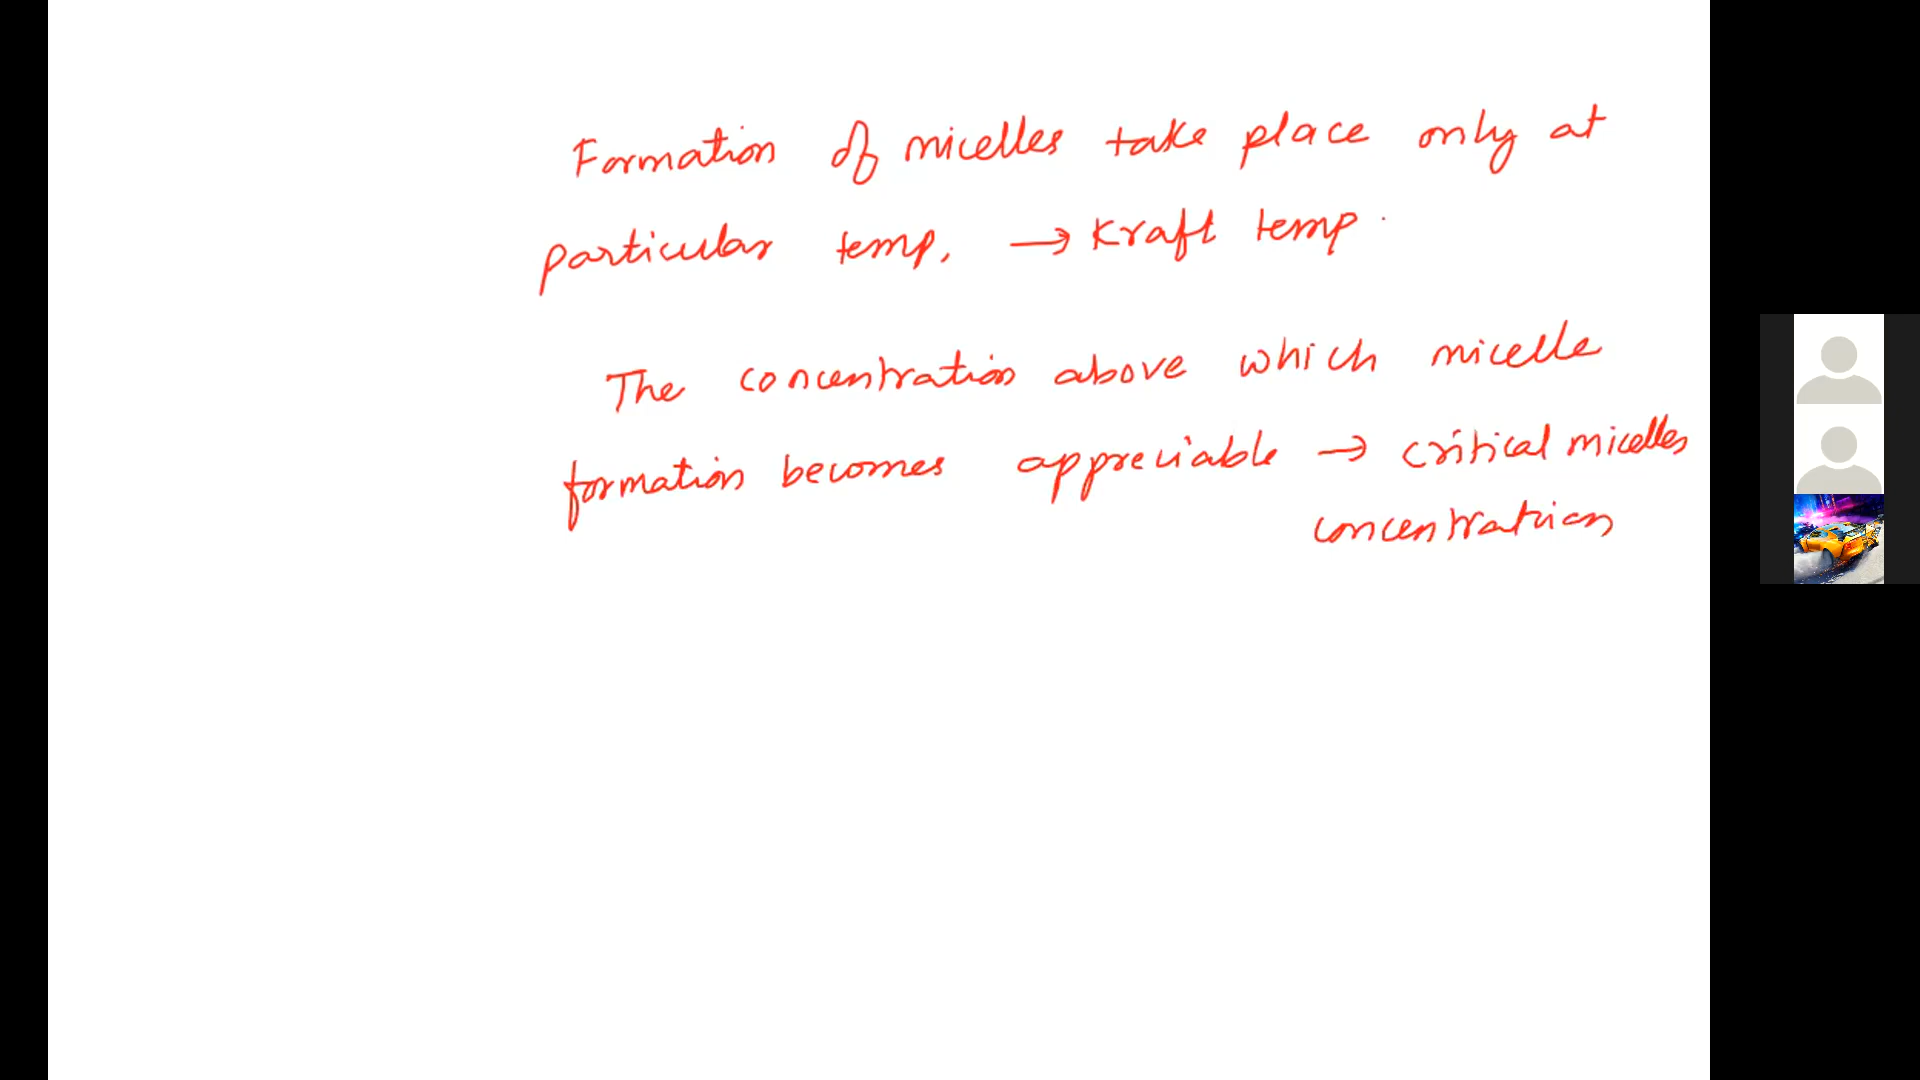 Formation of micelles take place only at
particular temp, → Kraft temp.
The concentration above which micelle
formation becomes appreciable → critical micelles
concentration